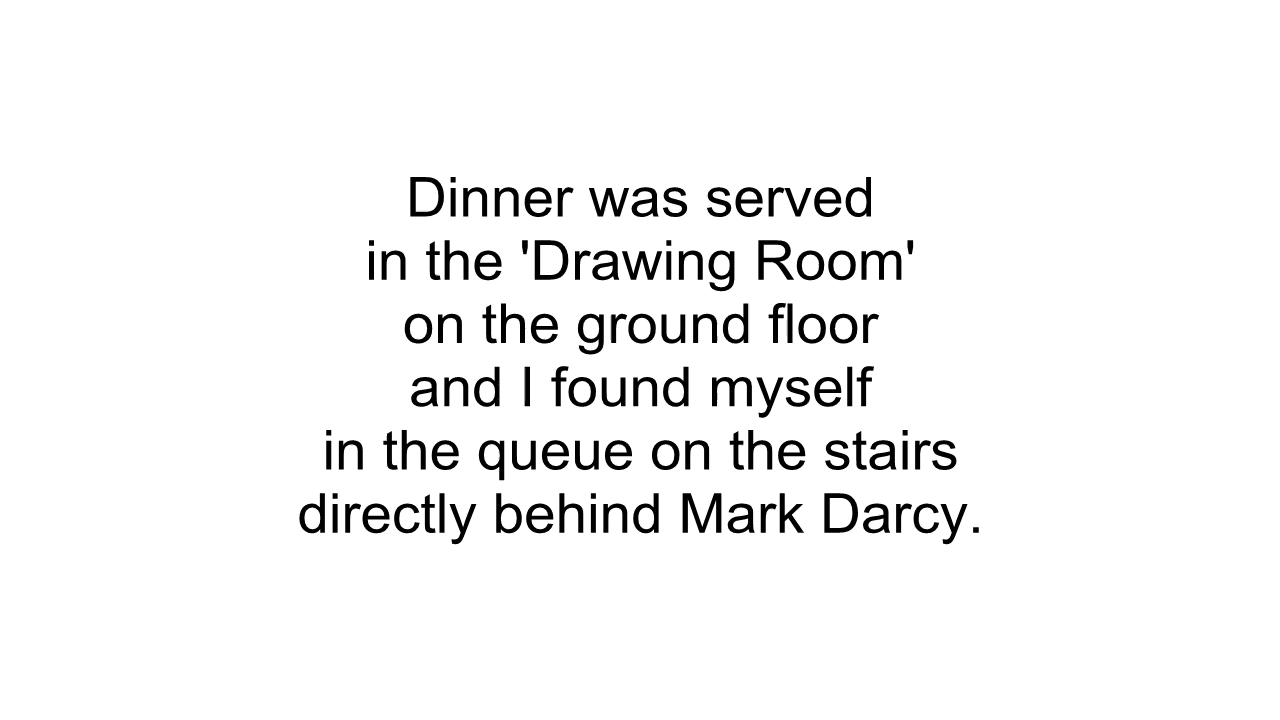 Dinner was served
in the 'Drawing Room'
on the ground floor
and I found myself
in the queue on the stairs
directly behind Mark Darcy.